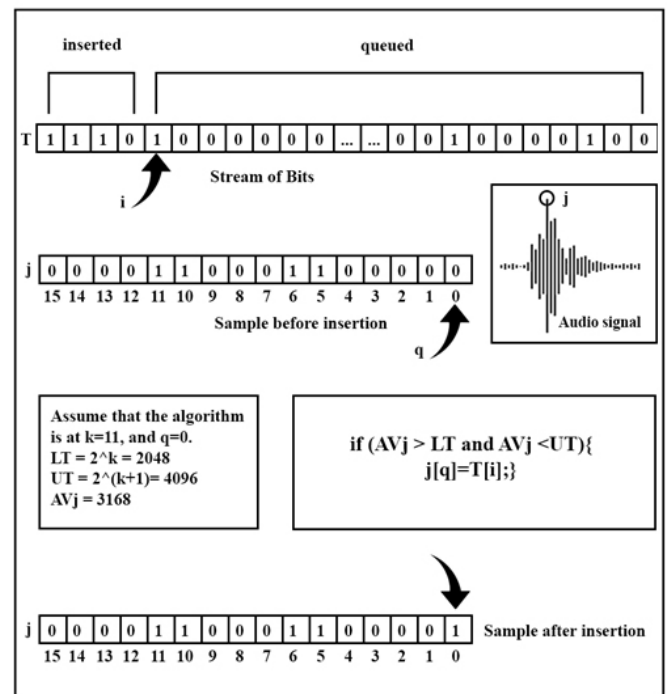 inserted queued
T 1 1 1 0 1 0 0 0 0 0 0 ... ... 0 0 1 0 0 0 0 1 0 0
i Stream of Bits
j
j 0 0 0 0 1 1 0 0 0 1 1 0 0 0 0 0
15 14 13 12 11 10 9 8 7 6 5 4 3 2 1 0
Sample before insertion
Audio signal
q
Assume that the algorithm
is at k=11, and q=0.
LT = 2^k = 2048
UT = 2^(k+1)= 4096
AVj = 3168
if (AVj > LT and AVj <UT){
j[q]=T[i];}
j 0 0 0 0 1 1 0 0 0 1 1 0 0 0 0 1 Sample after insertion
15 14 13 12 11 10 9 8 7 6 5 4 3 2 1 0